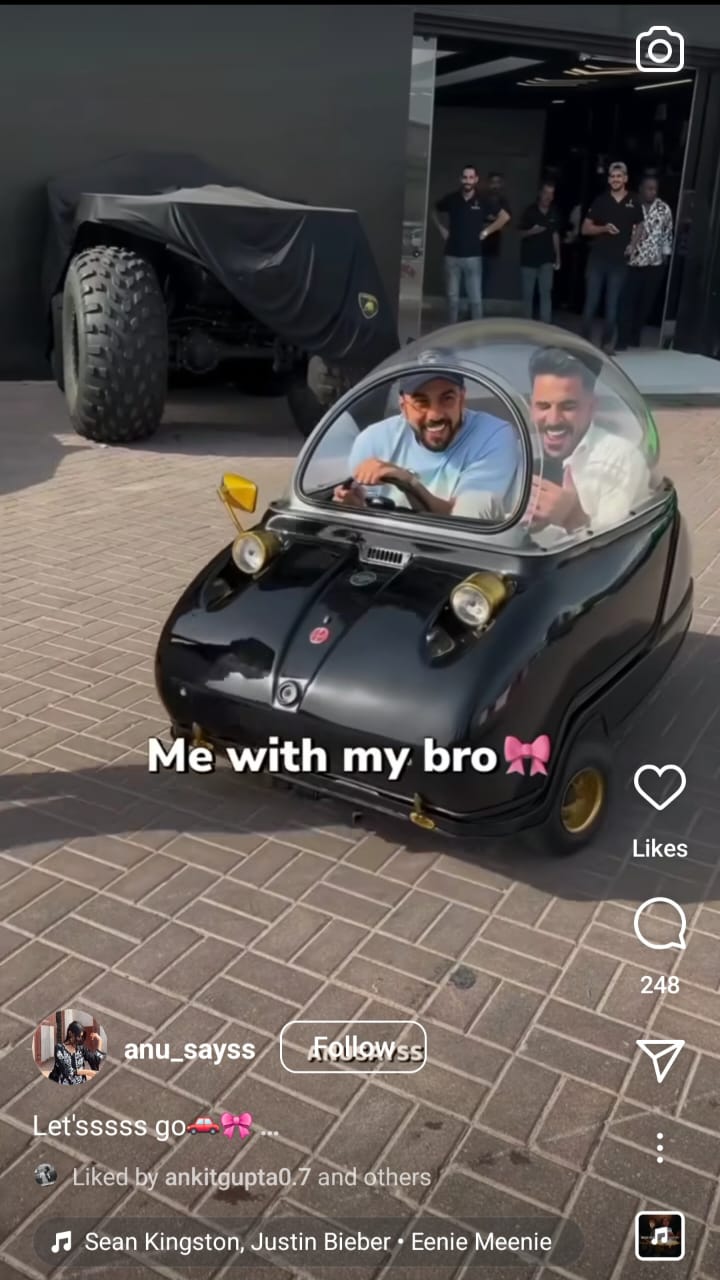 Me with my bro🎀
Likes
248
anu_sayss
Follow
ANUSAYSS
Let'sssss go🚗🎀 ...
Liked by ankitgupta0.7 and others
Sean Kingston, Justin Bieber • Eenie Meenie